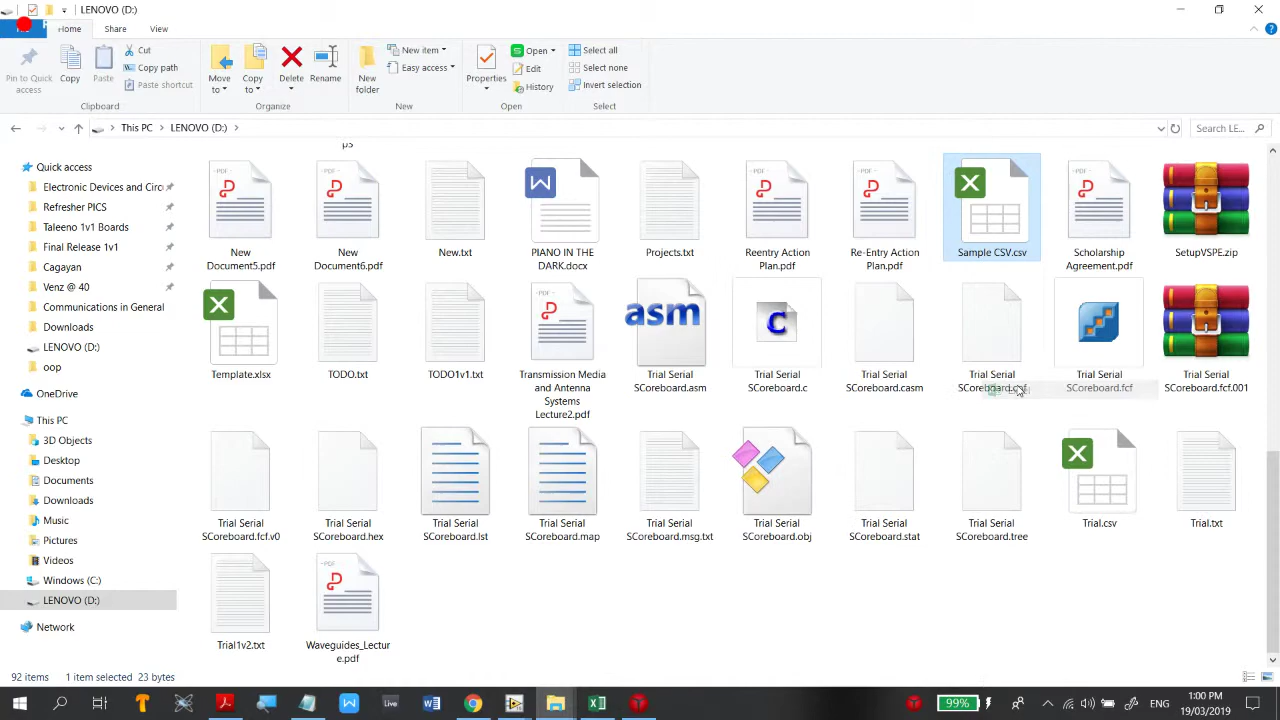 LENOVO (D:)
Home
Share
View
Pin to Quick access
Copy
Paste
Cut
Copy path
Paste shortcut
Clipboard
Move to
Copy to
Delete
Rename
Organize
New folder
New item
Easy access
New
Properties
Open
Edit
History
Open
Select all
Select none
Invert selection
Select
This PC
LENOVO (D:)
Search LE...
Quick access
Electronic Devices and Circ
Refresher PICS
Taleeno 1v1 Boards
Final Release 1v1
Cagayan
Venz @ 40
Communications in General
Downloads
LENOVO (D:)
oop
OneDrive
This PC
3D Objects
Desktop
Documents
Downloads
Music
Pictures
Videos
Windows (C:)
LENOVO (D:)
Network
New
Document5.pdf
New
Document6.pdf
New.txt
PIANO IN THE
DARK.docx
Projects.txt
Reentry Action
Plan.pdf
Re-Entry Action
Plan.pdf
Sample CSV.csv
Scholarship
Agreement.pdf
SetupVSPE.zip
Template.xlsx
TODO.txt
TODO1v1.txt
Transmission Media
and Antenna
Systems
Lecture2.pdf
asm
Trial Serial
SCoreboard.asm
C
Trial Serial
SCoreboard.c
Trial Serial
SCoreboard.casm
Trial Serial
Trial Serial
SCoreboard.fcf
Trial Serial
SCoreboard.fcf.001
Trial Serial
SCoreboard.fcf.v0
Trial Serial
SCoreboard.hex
Trial Serial
SCoreboard.lst
Trial Serial
SCoreboard.map
Trial Serial
SCoreboard.msg.txt
Trial Serial
SCoreboard.obj
Trial Serial
SCoreboard.stat
Trial Serial
SCoreboard.tree
Trial.csv
Trial.txt
Trial1v2.txt
Waveguides_Lectur
e.pdf
92 items
1 item selected 23 bytes
Live
99%
ENG
1:00 PM
19/03/2019